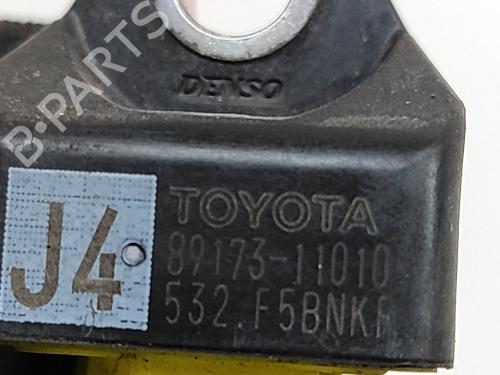 DENSO
B-PARTS
TOYOTA
J4
89173-11010
532 F5BNKF